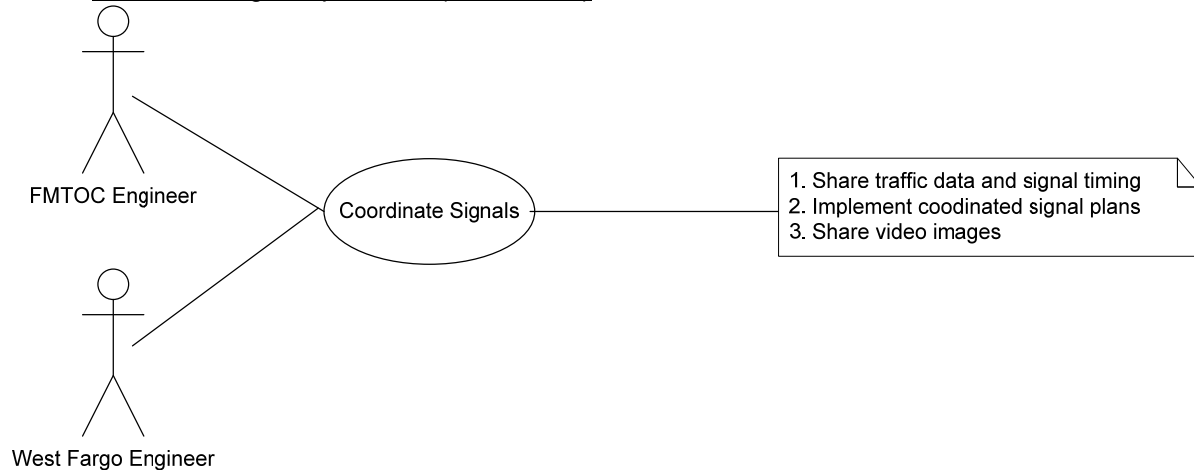 FMTOC Engineer
Coordinate Signals
1. Share traffic data and signal timing
2. Implement coodinated signal plans
3. Share video images
West Fargo Engineer